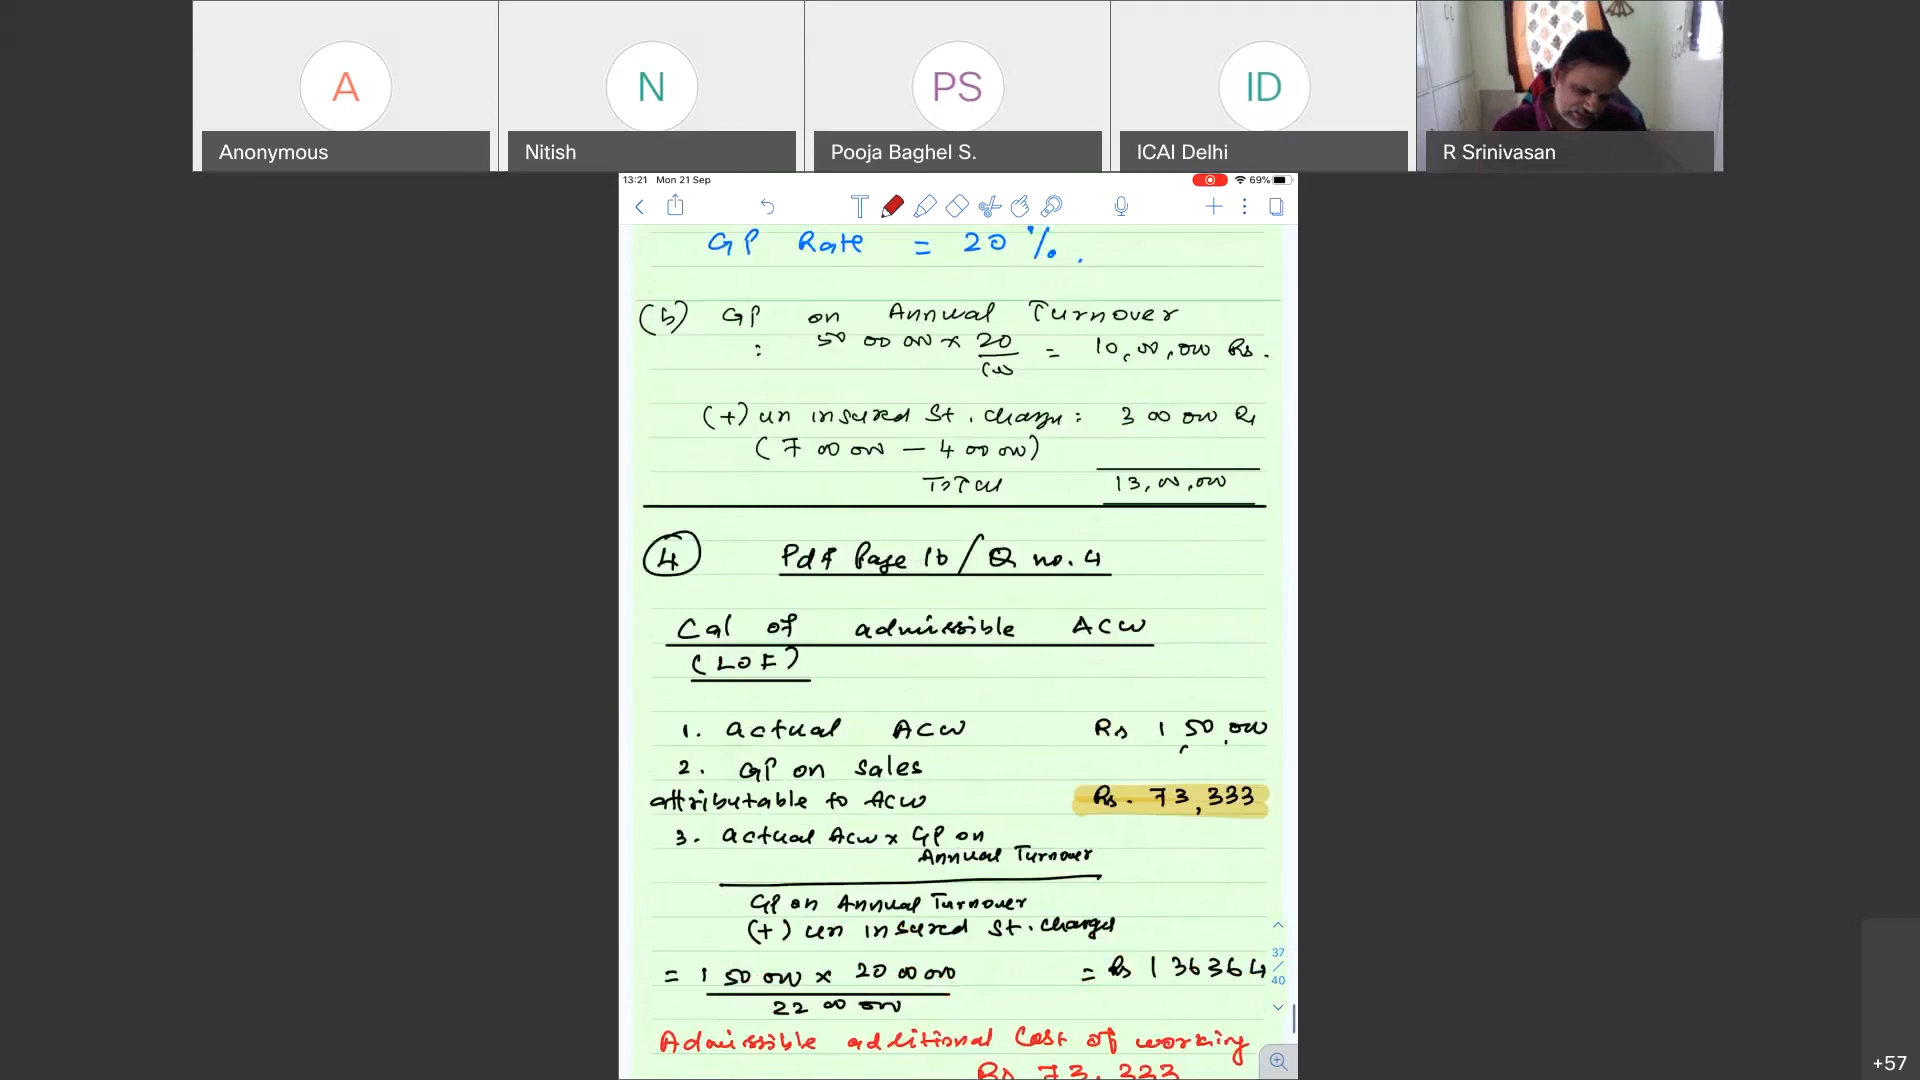 A
N
PS
ID
Anonymous
Nitish
Pooja Baghel S.
ICAI Delhi
R Srinivasan
13:21 Mon 21 Sep
69%
T
GP Rate = 20 %.
(b) GP on Annual Turnover
: 50 00 000 x 20/100 = 10,00,000 Rs.
(+) un insured St. charges: 3 00 000 Rs
(7 00 000 — 4 00 000)
Total 13,00,000
4 Pdf Page 16 / Q no. 4
Cal of admissible ACW
(LOF)
1. actual ACW Rs 1,50,000
2. GP on sales
attributable to ACW Rs. 73,333
3. actual ACW x GP on
Annual Turnover
GP on Annual Turnover
(+) un insured St. charges
= 1 50 000 x 20 00 000 = Rs 136364
22 00 000
Admissible additional Cost of working
Rs 73,333
37
40
+57